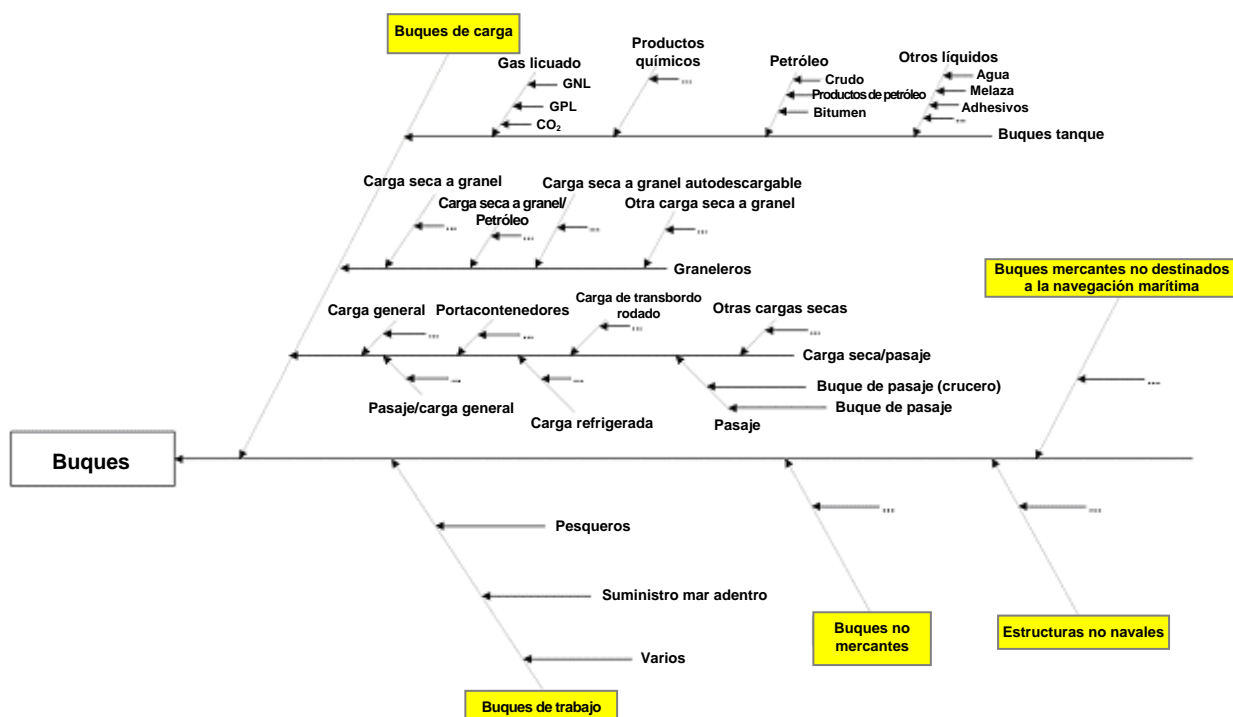 Buques de carga
Gas licuado
GNL
GPL
CO₂
Productos
químicos
...
Petróleo
Crudo
Productos de petróleo
Bitumen
Otros líquidos
Agua
Melaza
Adhesivos
...
Buques tanque
Carga seca a granel
...
Carga seca a granel/
Petróleo
...
Carga seca a granel autodescargable
...
Otra carga seca a granel
...
Graneleros
Buques mercantes no destinados
a la navegación marítima
...
Carga general
...
Portacontenedores
...
Carga de transbordo
rodado
...
Otras cargas secas
...
Carga seca/pasaje
...
Pasaje/carga general
...
Carga refrigerada
Buque de pasaje (crucero)
Buque de pasaje
Pasaje
Buques
Pesqueros
Suministro mar adentro
Varios
Buques de trabajo
...
Buques no
mercantes
...
Estructuras no navales